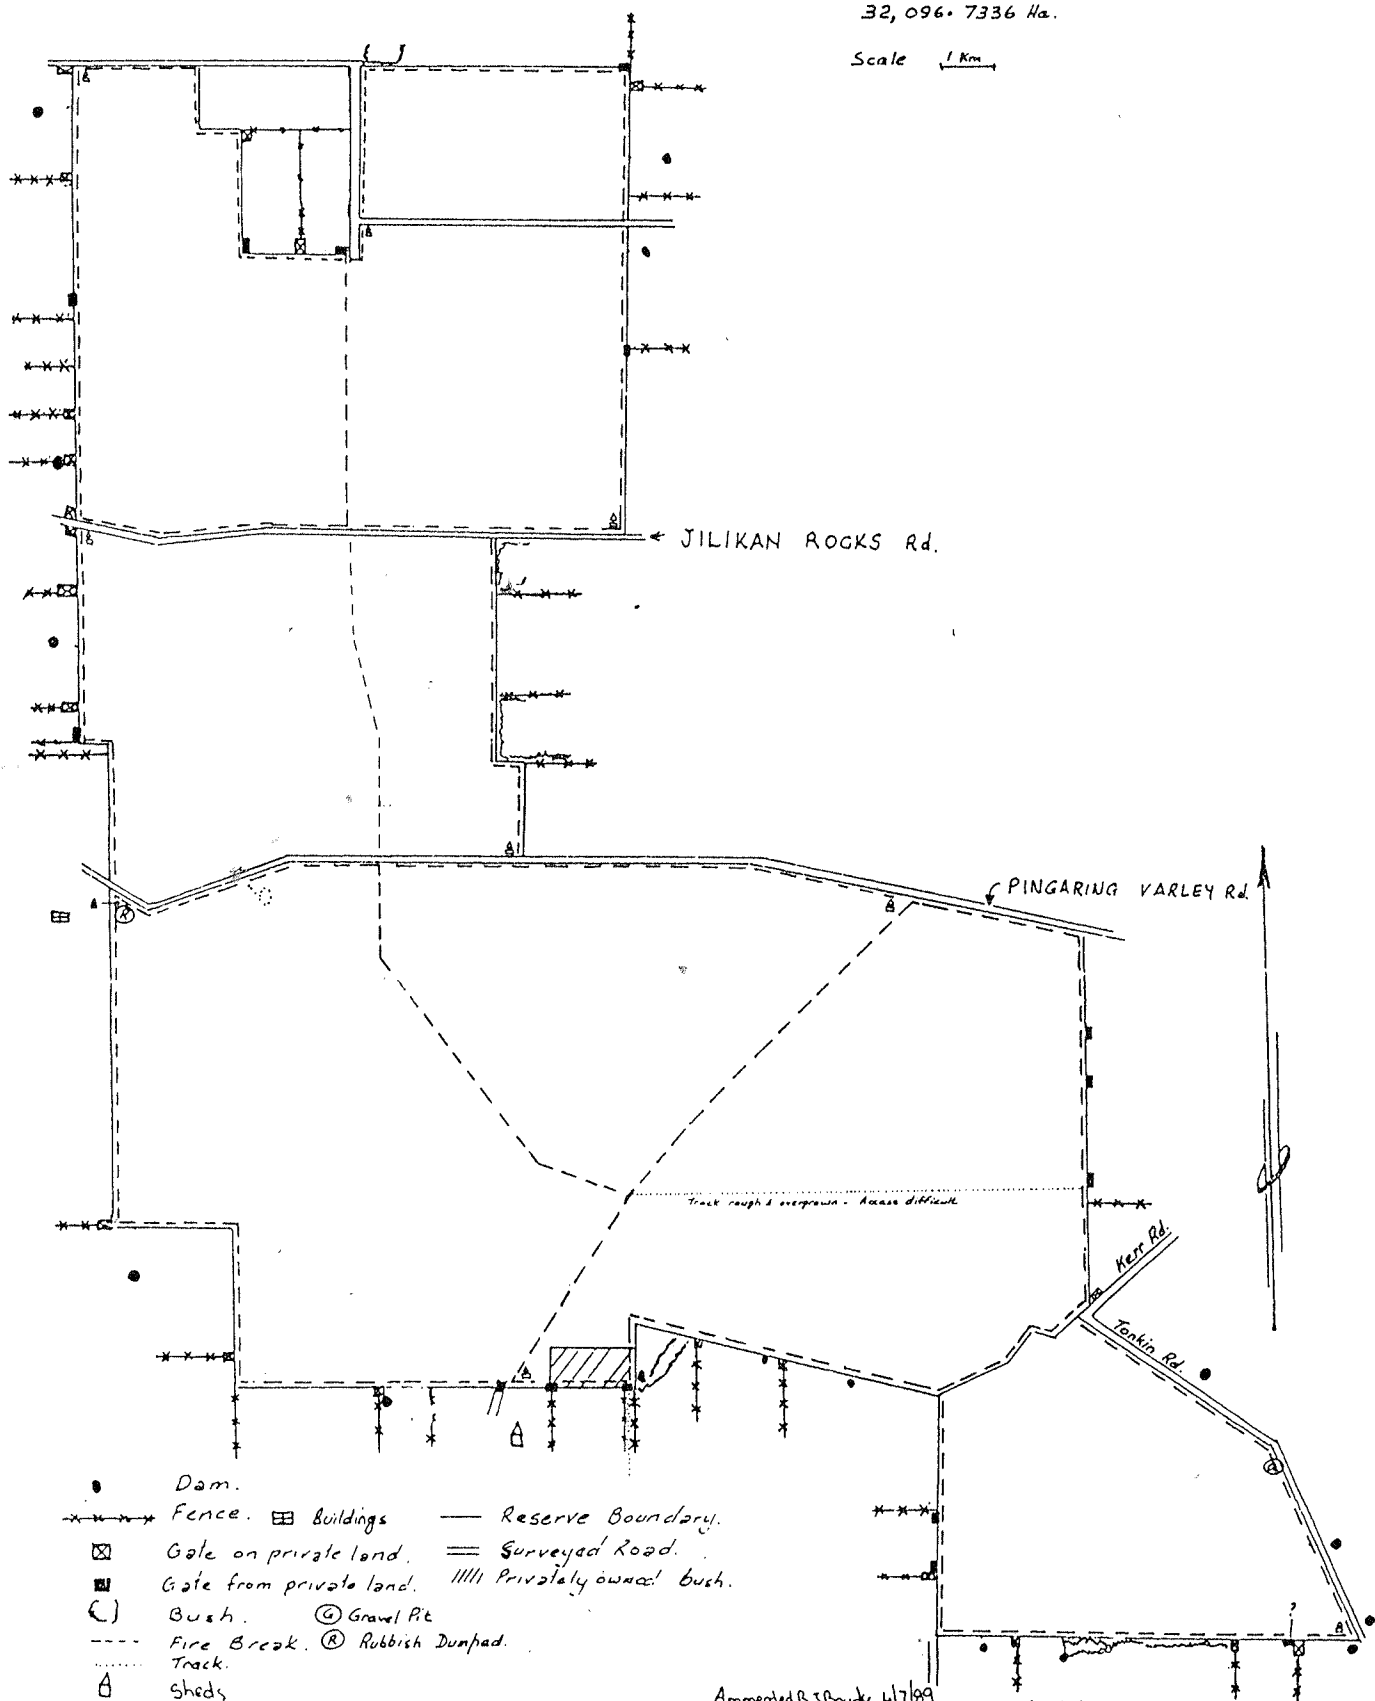 32,096.7336 Ha.
Scale 1 Km
JILIKAN ROCKS Rd.
PINGARING VARLEY Rd.
R
Track rough & overgrown - Access difficult
Kerr Rd.
Tonkin Rd.
?
Dam.
Fence. Buildings Reserve Boundary.
Gate on private land. Surveyed Road.
Gate from private land. Privately owned bush.
Bush. G Gravel Pit
Fire Break. R Rubbish Dumpad.
Track.
Sheds